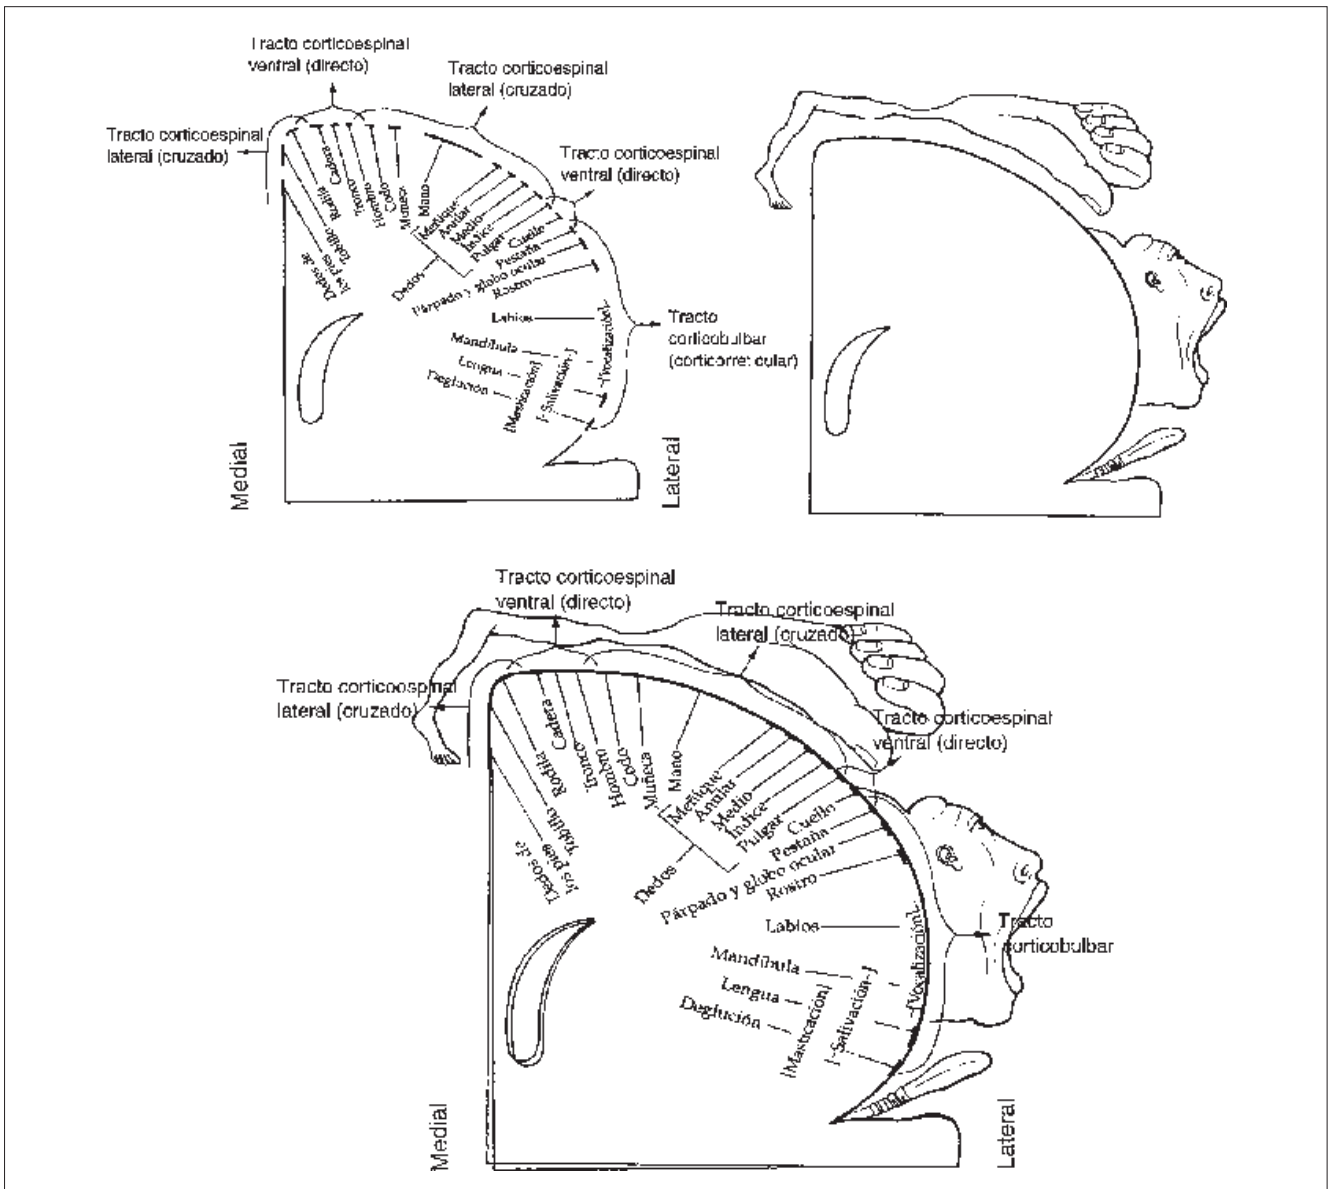 Tracto corticoespinal
ventral (directo)
Tracto corticoespinal
lateral (cruzado)
Tracto corticoespinal
lateral (cruzado)
Tracto corticoespinal
ventral (directo)
Dedos de
los pies
Tobillo
Rodilla
Cadera
Tronco
Hombro
Codo
Muñeca
Mano
Meñique
Anular
Medio
Índice
Pulgar
Dedos
Cuello
Pestaña
Párpado y globo ocular
Rostro
Labios
[Vocalización]
Mandíbula
Lengua
Deglución
[Masticación]
[-Salivación-]
Tracto
corticobulbar
(corticorreticular)
Medial
Lateral
Tracto corticoespinal
ventral (directo)
Tracto corticoespinal
lateral (cruzado)
Tracto corticoespinal
lateral (cruzado)
Tracto corticoespinal
ventral (directo)
Dedos de
los pies
Tobillo
Rodilla
Cadera
Tronco
Hombro
Codo
Muñeca
Mano
Meñique
Anular
Medio
Índice
Pulgar
Dedos
Cuello
Pestaña
Párpado y globo ocular
Rostro
Labios
[Vocalización]
Mandíbula
Lengua
Deglución
[Masticación]
[-Salivación-]
Tracto
corticobulbar
Medial
Lateral